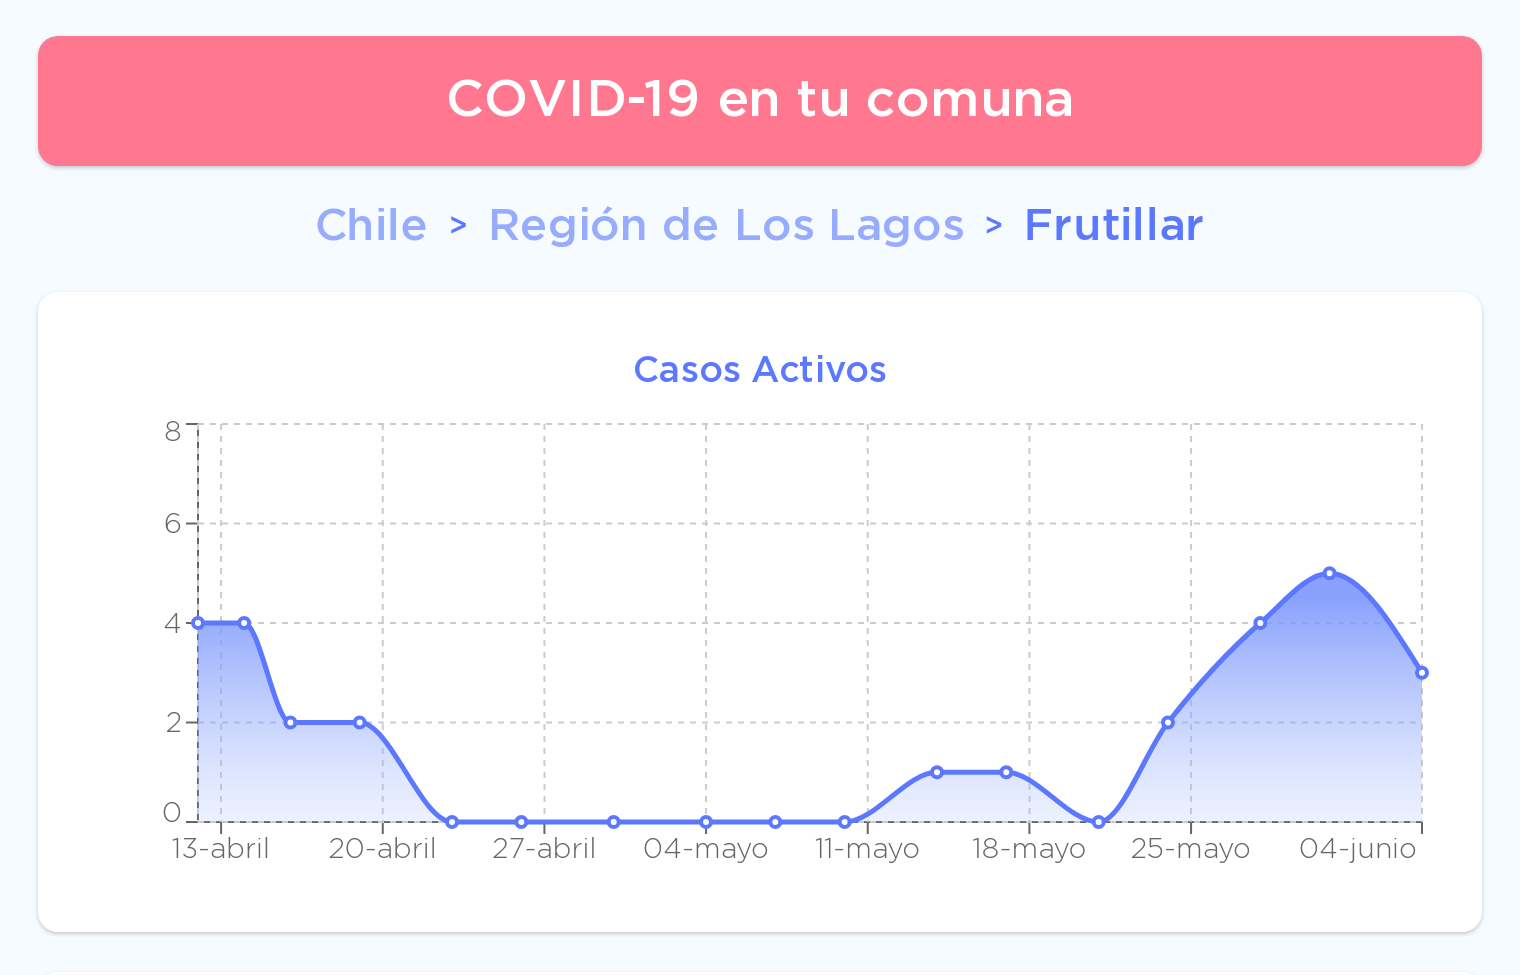 COVID-19 en tu comuna
Chile > Región de Los Lagos > Frutillar
Casos Activos
8
6
4
2
0
13-abril 20-abril 27-abril 04-mayo 11-mayo 18-mayo 25-mayo 04-junio